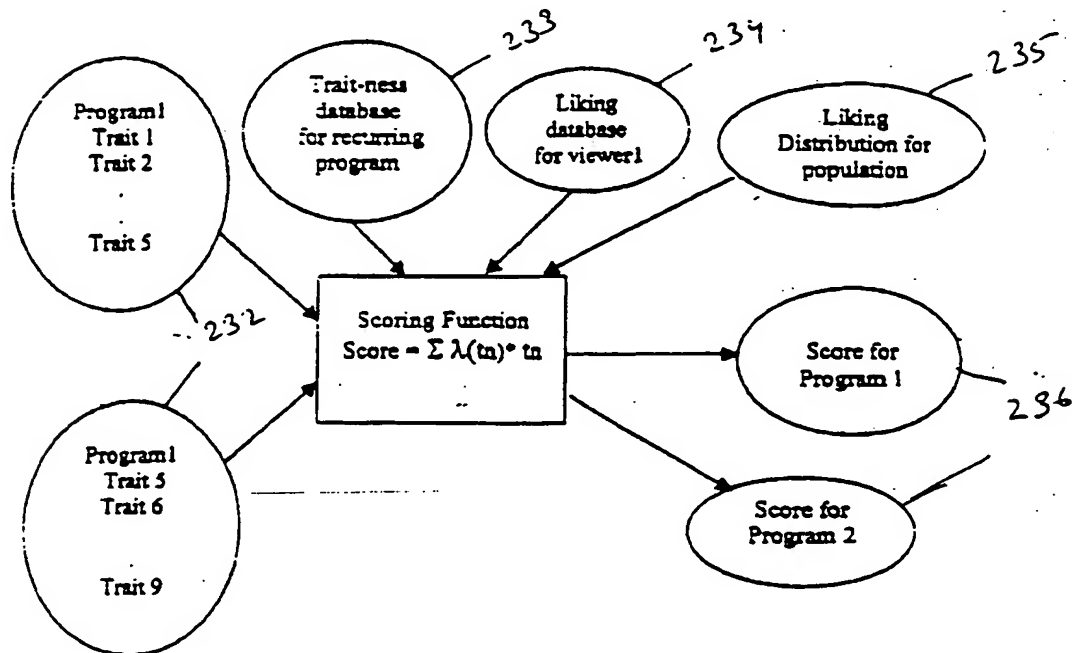 233
234
235
Program1
Trait 1
Trait 2
.
.
Trait 5
Trait-ness
database
for recurring
program
Liking
database
for viewer1
Liking
Distribution for
population
232
Scoring Function
Score = Σ λ(tn)* tn
..
Score for
Program 1
236
Program1
Trait 5
Trait 6
Trait 9
Score for
Program 2